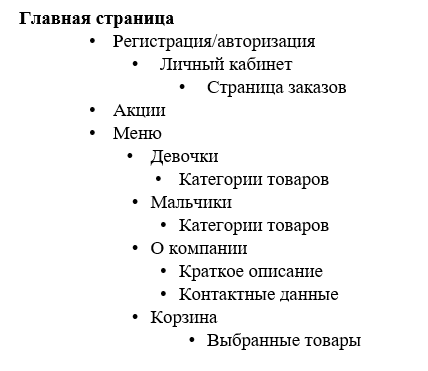 Главная страница
• Регистрация/авторизация
• Личный кабинет
• Страница заказов
• Акции
• Меню
• Девочки
• Категории товаров
• Мальчики
• Категории товаров
• О компании
• Краткое описание
• Контактные данные
• Корзина
• Выбранные товары